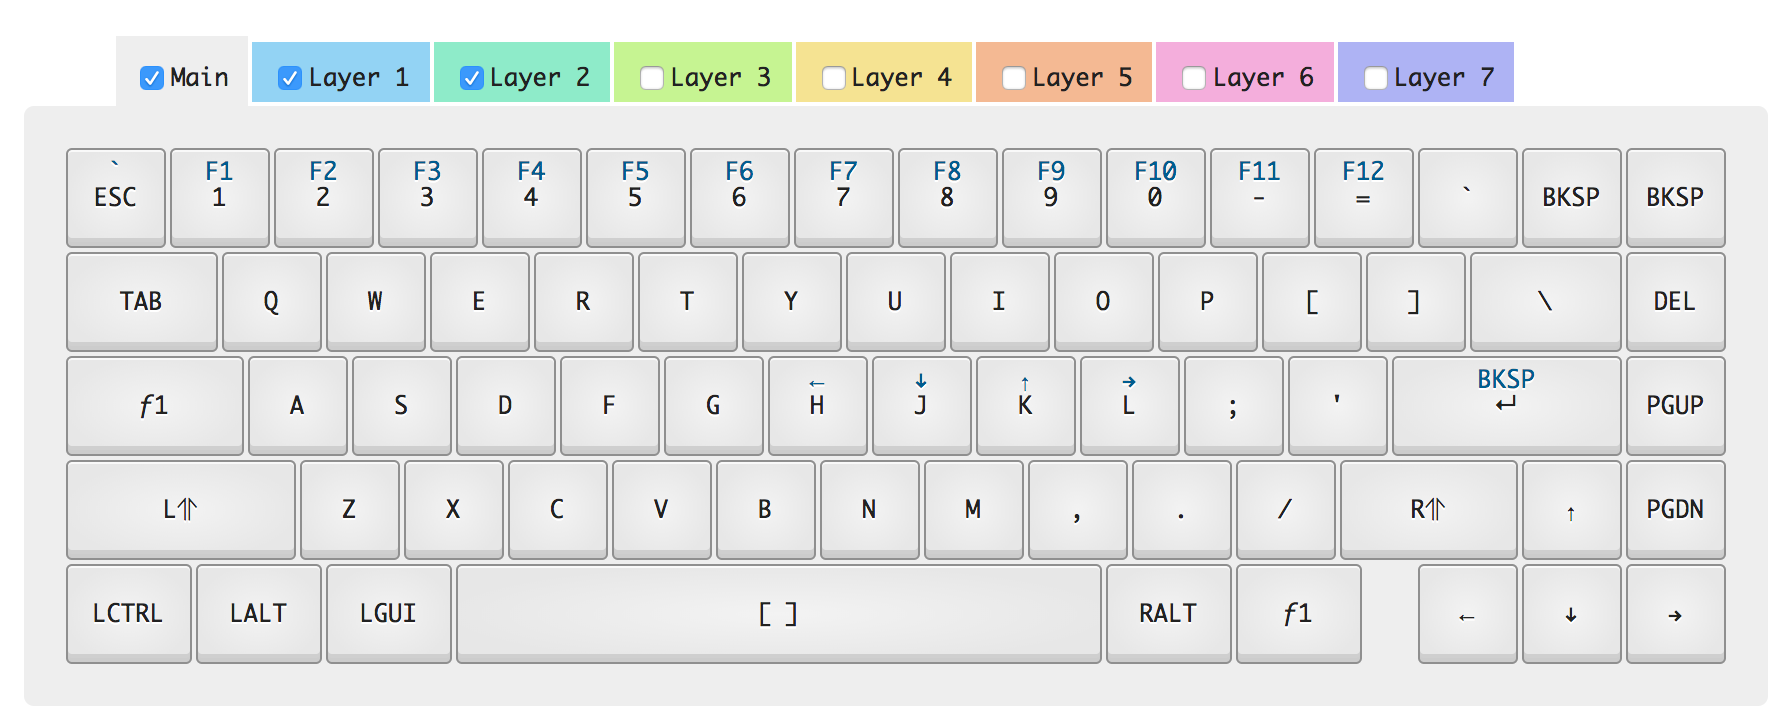 Main Layer 1 Layer 2 Layer 3 Layer 4 Layer 5 Layer 6 Layer 7
` F1 F2 F3 F4 F5 F6 F7 F8 F9 F10 F11 F12
ESC 1 2 3 4 5 6 7 8 9 0 - = ` BKSP BKSP
TAB Q W E R T Y U I O P [ ] \ DEL
← ↓ ↑ → BKSP
ƒ1 A S D F G H J K L ; ' ↵ PGUP
L⥣ Z X C V B N M , . / R⥣ ↑ PGDN
LCTRL LALT LGUI [ ] RALT ƒ1 ← ↓ →